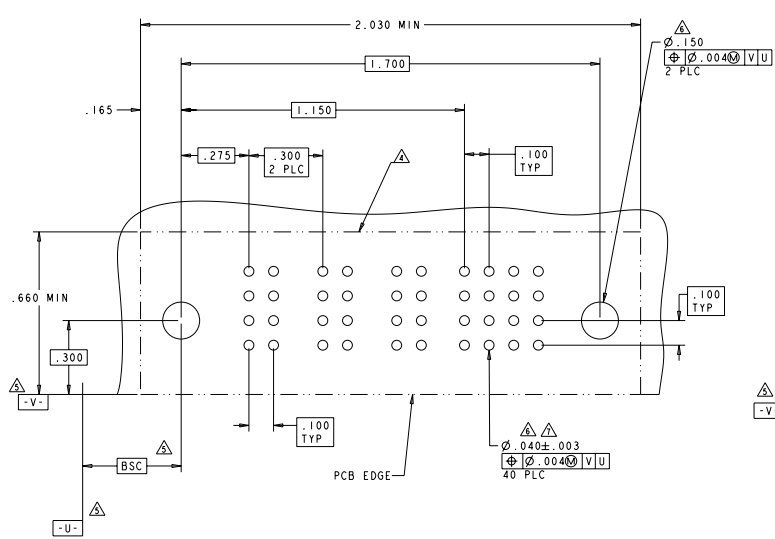 2.030 MIN
6
Ø.150
⌖ Ø.004Ⓜ V U
2 PLC
1.700
.165
1.150
.275
.300
2 PLC
4
.100
TYP
.660 MIN
.100
TYP
.300
5
-V-
.100
TYP
5
-V
6 7
Ø.040±.003
⌖ Ø.004Ⓜ V U
40 PLC
5
BSC
PCB EDGE
5
-U-